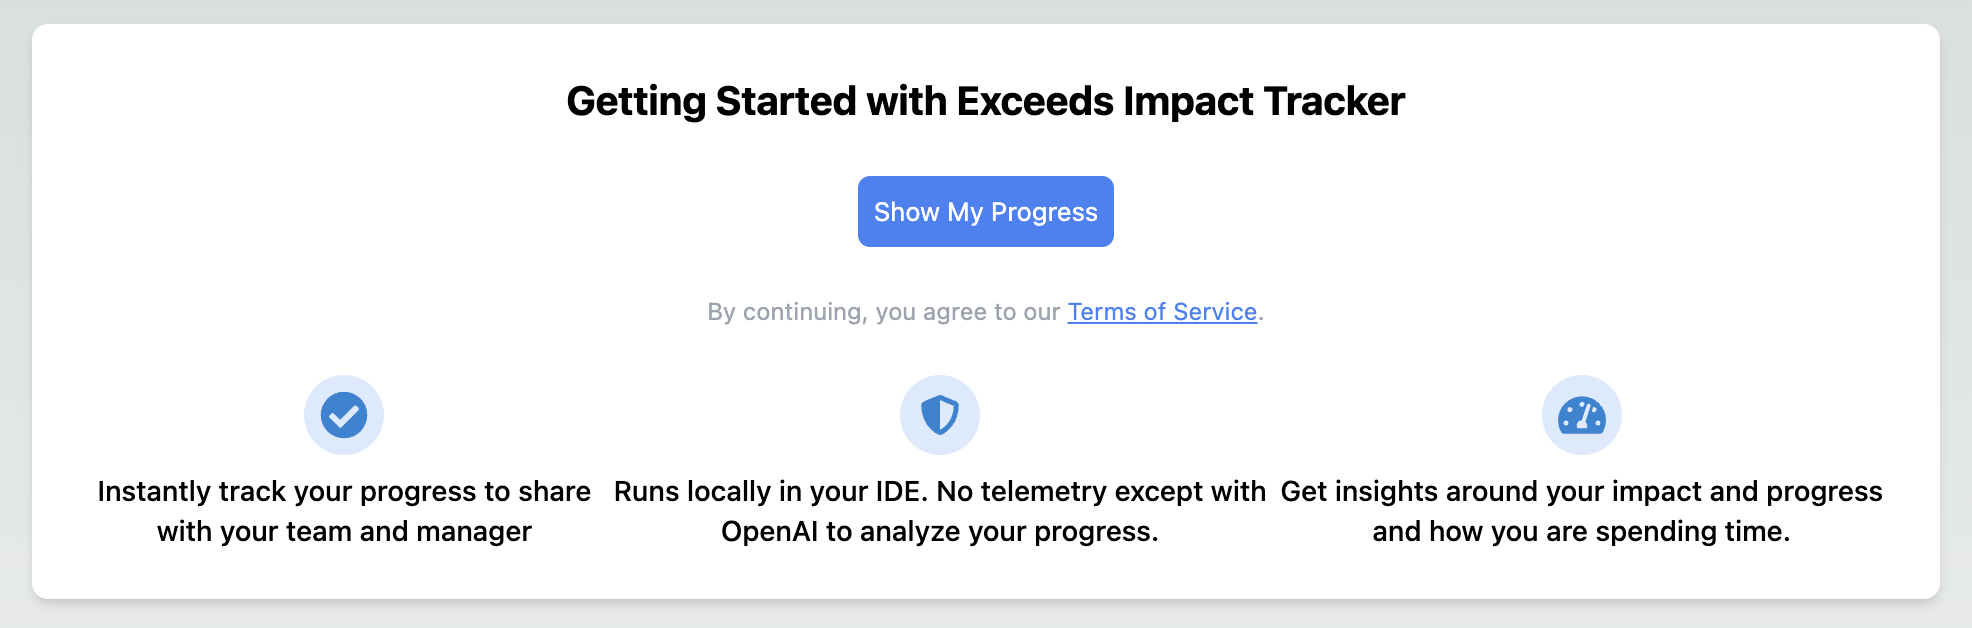 Getting Started with Exceeds Impact Tracker
Show My Progress
By continuing, you agree to our Terms of Service.
Instantly track your progress to share
with your team and manager
Runs locally in your IDE. No telemetry except with
OpenAI to analyze your progress.
Get insights around your impact and progress
and how you are spending time.